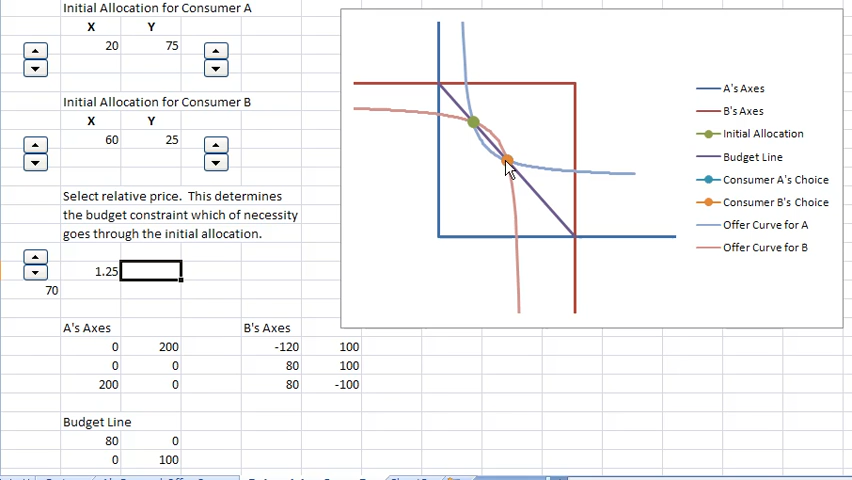 Initial Allocation for Consumer A
X Y
20 75
Initial Allocation for Consumer B
X Y
60 25
Select relative price. This determines
the budget constraint which of necessity
goes through the initial allocation.
1.25
70
A's Axes B's Axes
0 200 -120 100
0 0 80 100
200 0 80 -100
Budget Line
80 0
0 100
A's Axes
B's Axes
Initial Allocation
Budget Line
Consumer A's Choice
Consumer B's Choice
Offer Curve for A
Offer Curve for B